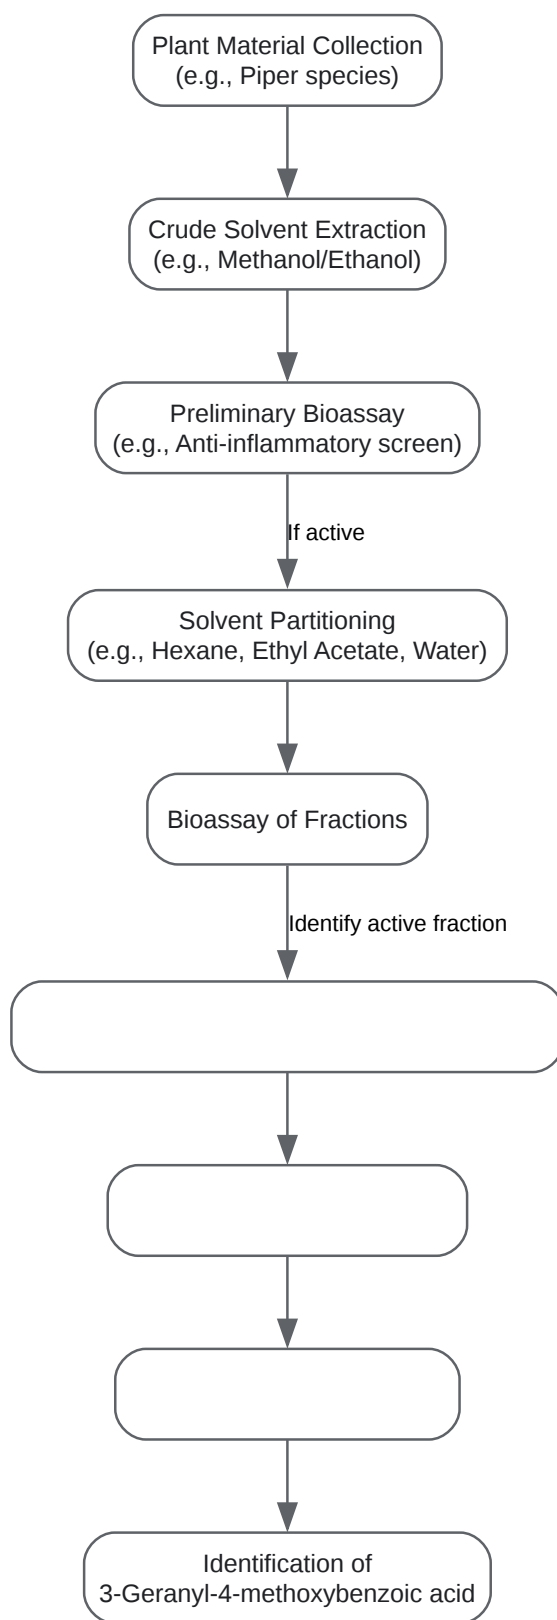 Plant Material Collection
(e.g., Piper species)
Crude Solvent Extraction
(e.g., Methanol/Ethanol)
Preliminary Bioassay
(e.g., Anti-inflammatory screen)
If active
Solvent Partitioning
(e.g., Hexane, Ethyl Acetate, Water)
Bioassay of Fractions
Identify active fraction
Identification of
3-Geranyl-4-methoxybenzoic acid